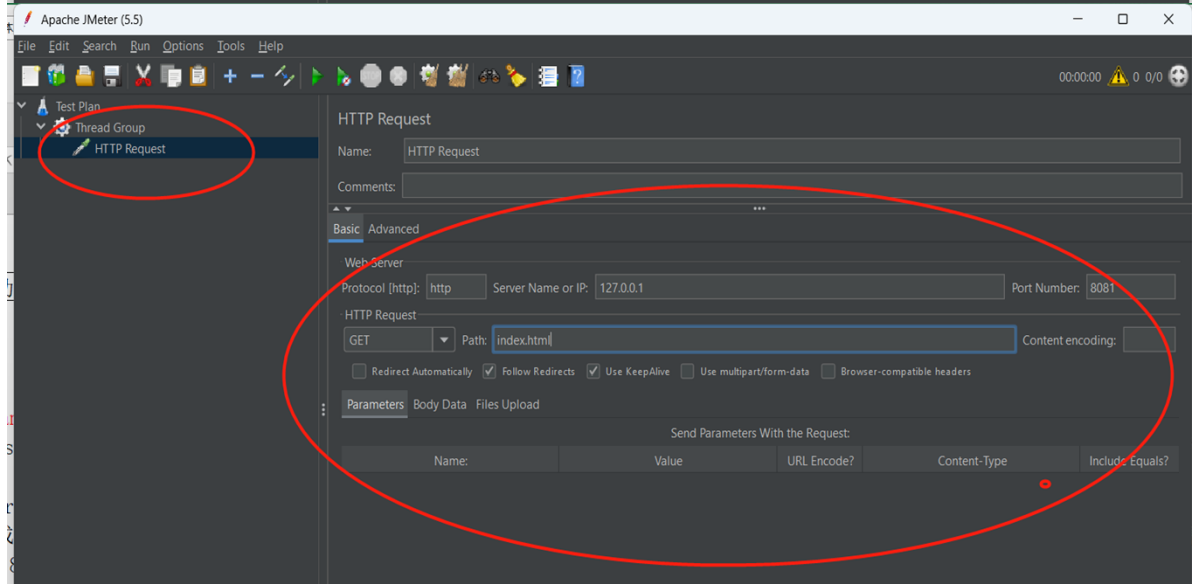 Apache JMeter (5.5)
File Edit Search Run Options Tools Help
00:00:00 0 0/0
Test Plan
Thread Group
HTTP Request
HTTP Request
Name: HTTP Request
Comments:
Basic Advanced
Web Server
Protocol [http]: http Server Name or IP: 127.0.0.1 Port Number: 8081
HTTP Request
GET Path: index.html Content encoding:
Redirect Automatically Follow Redirects Use KeepAlive Use multipart/form-data Browser-compatible headers
Parameters Body Data Files Upload
Send Parameters With the Request:
Name: Value URL Encode? Content-Type Include Equals?